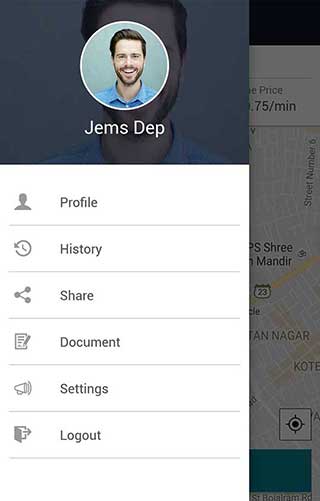 Jems Dep
Profile
History
Share
Document
Settings
Logout
Price
.75/min
Street Number 6
PS Shree
Mandir
23
TAN NAGAR
KOTE
St Bojalram Rd